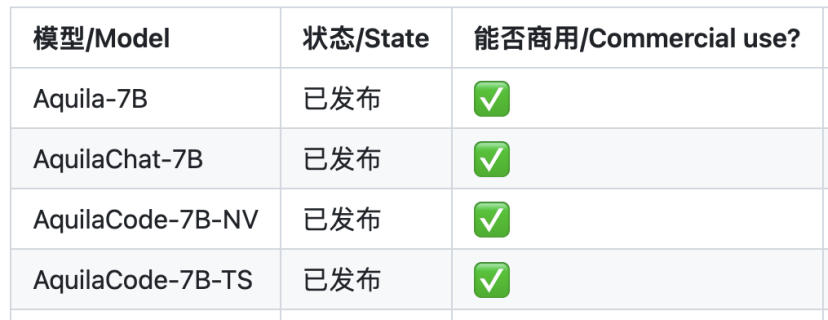 模型/Model 状态/State 能否商用/Commercial use?
Aquila-7B 已发布 ✅
AquilaChat-7B 已发布 ✅
AquilaCode-7B-NV 已发布 ✅
AquilaCode-7B-TS 已发布 ✅